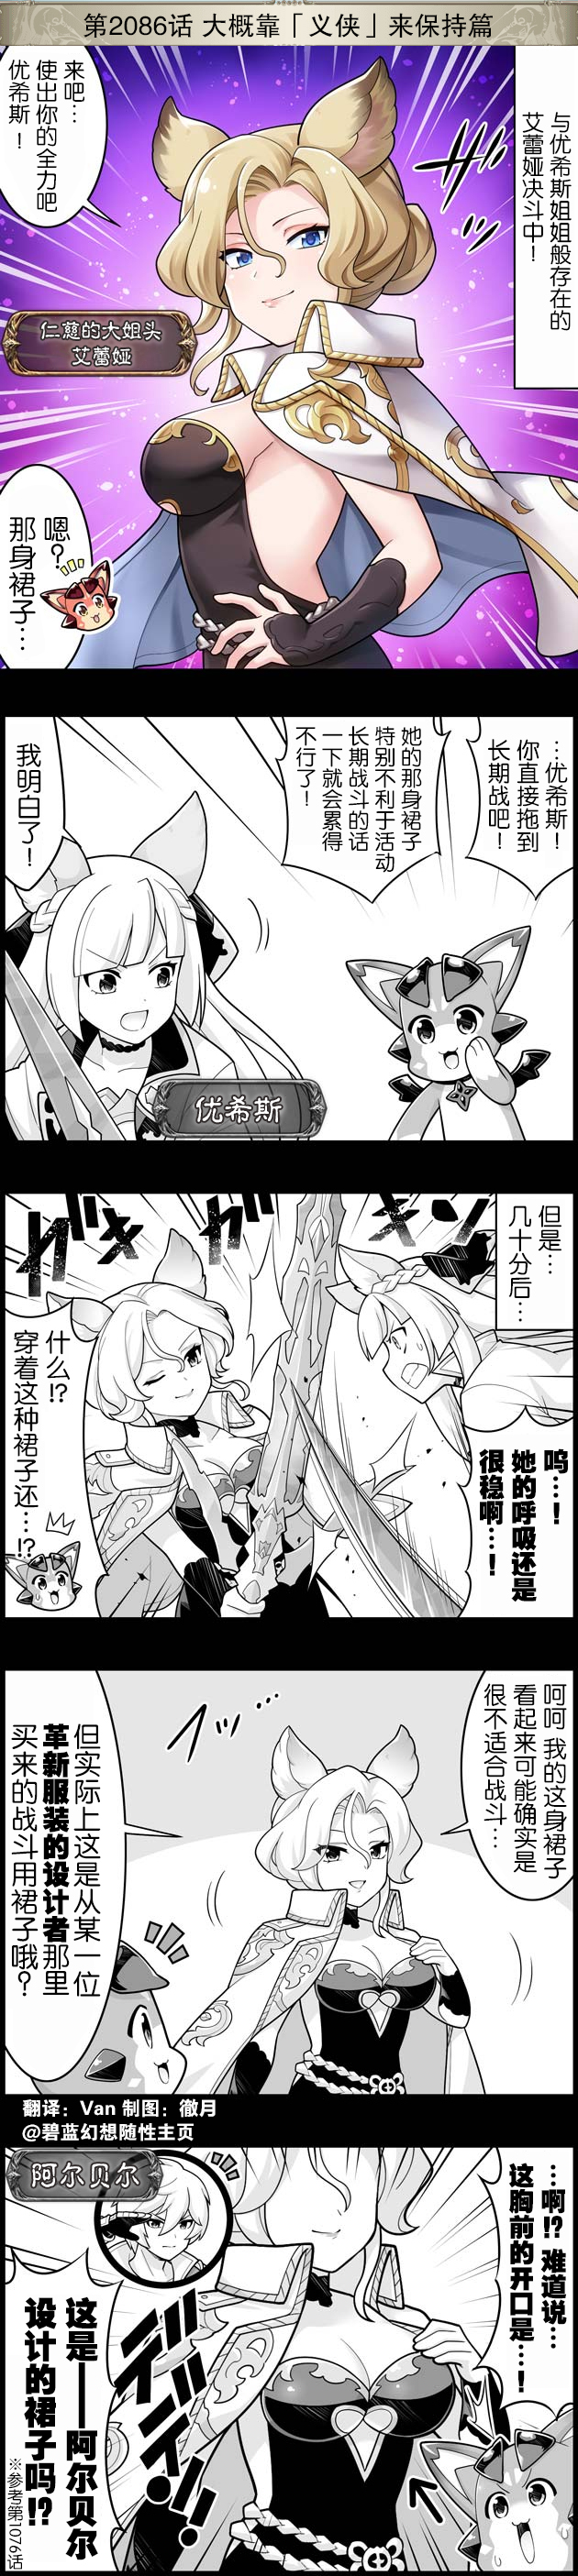 第2086话 大概靠「义侠」来保持篇
与优希斯姐姐般存在的
艾蕾娅决斗中！
来吧…
使出你的全力吧
优希斯！
仁慈的大姐头
艾蕾娅
嗯？
那身裙子…
…优希斯！
你直接拖到
长期战吧！
她的那身裙子
特别不利于活动
长期战斗的话
一下就会累得
不行了！
我明白了！
优希斯
但是…
几十分后…
キン
ガガガ
呜…！
她的呼吸还是
很稳啊…！
什么!?
穿着这种裙子还…!?
呵呵 我的这身裙子
看起来可能确实是
很不适合战斗…
但实际上这是从某一位
革新服装的设计者那里
买来的战斗用裙子哦？
翻译：Van 制图：徹月
@碧蓝幻想随性主页
…啊!? 难道说…
这胸前的开口是…！
阿尔贝尔
这是——阿尔贝尔
设计的裙子吗!?
※参考第1076话